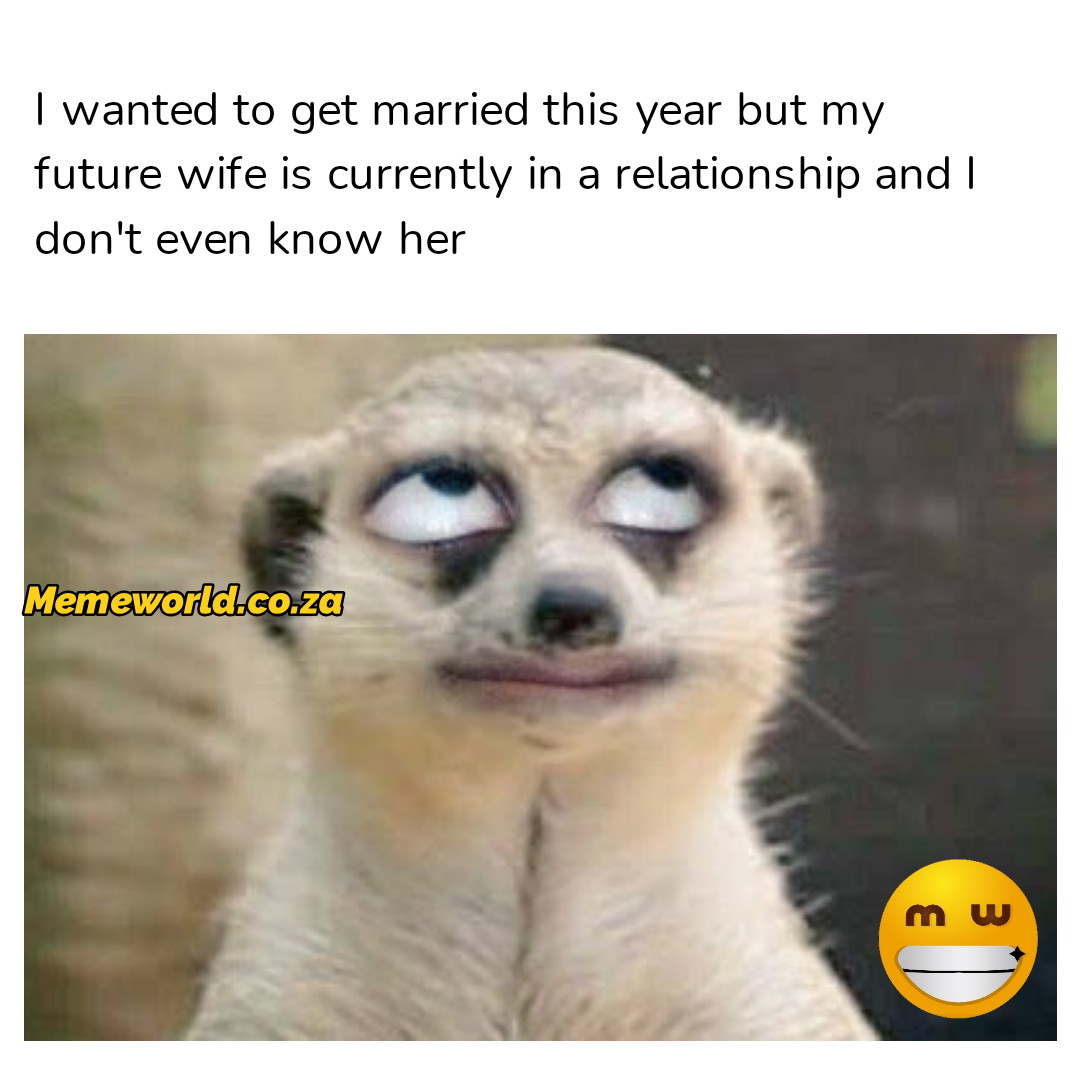 I wanted to get married this year but my
future wife is currently in a relationship and I
don't even know her
Memeworld.co.za
m w